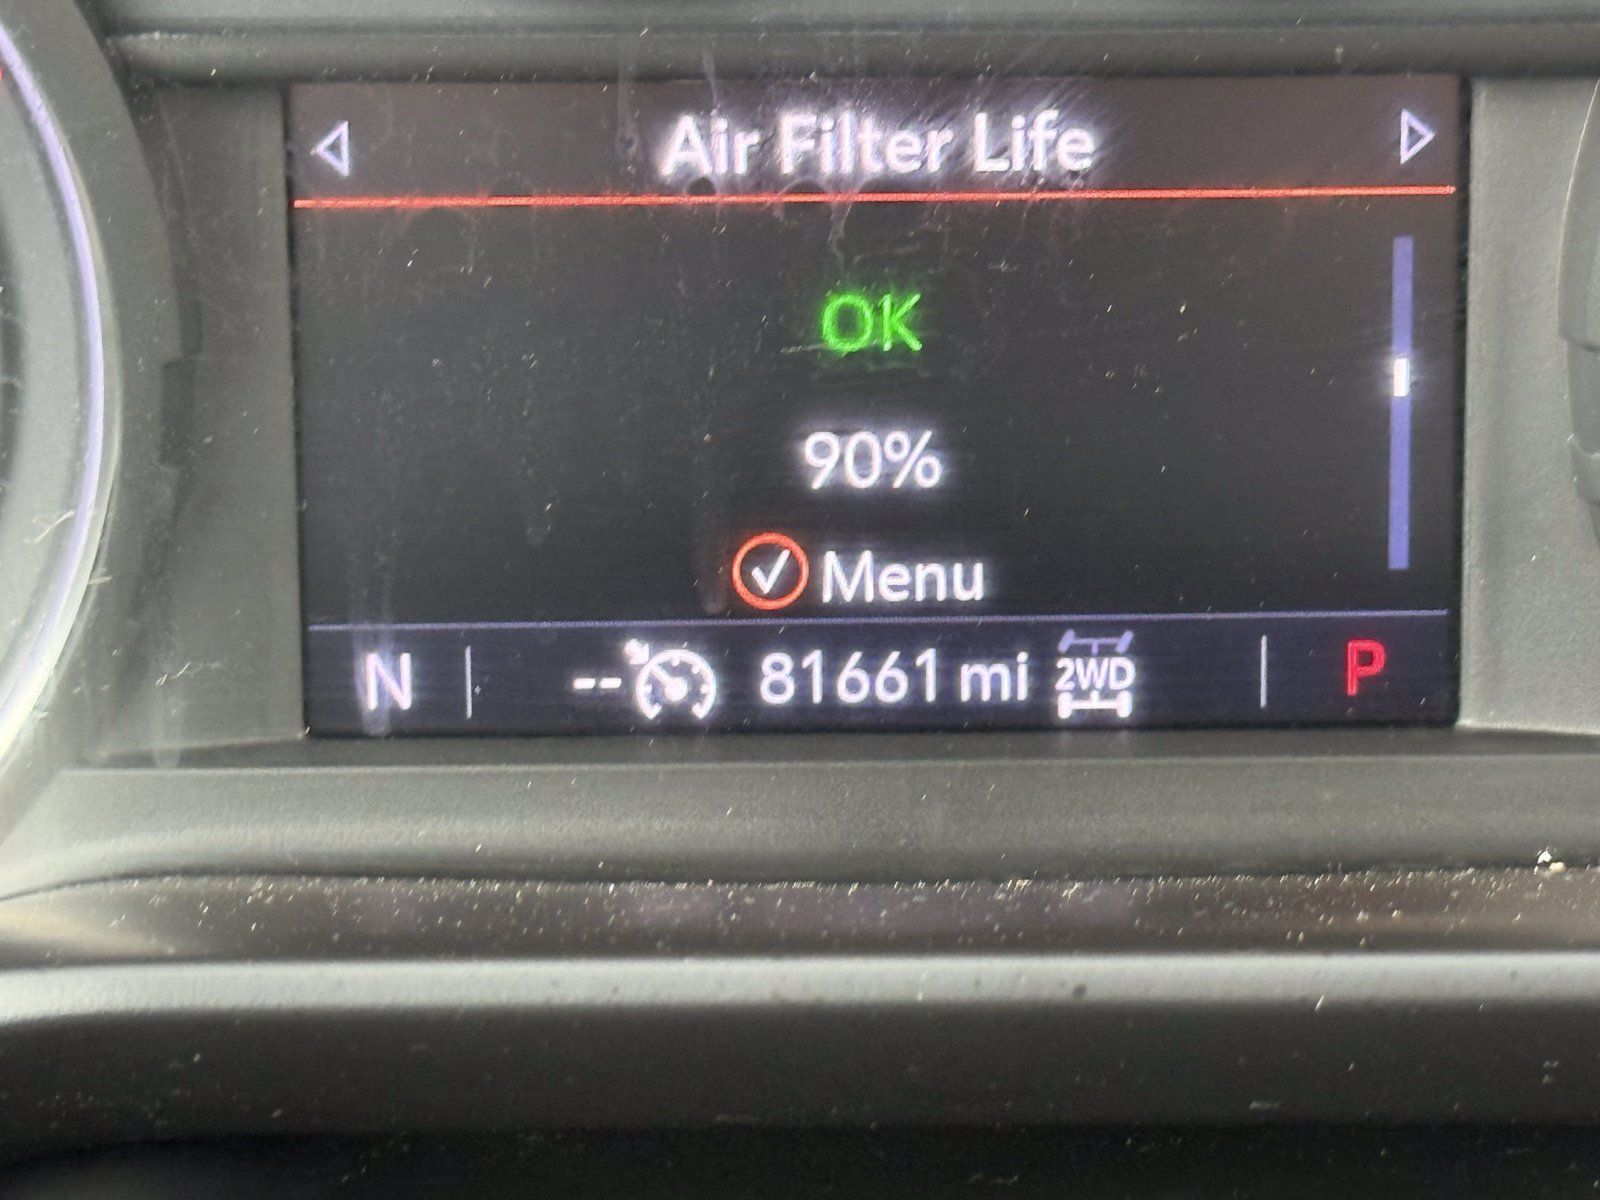 Air Filter Life
OK
90%
Menu
N -- 81661 mi 2WD P